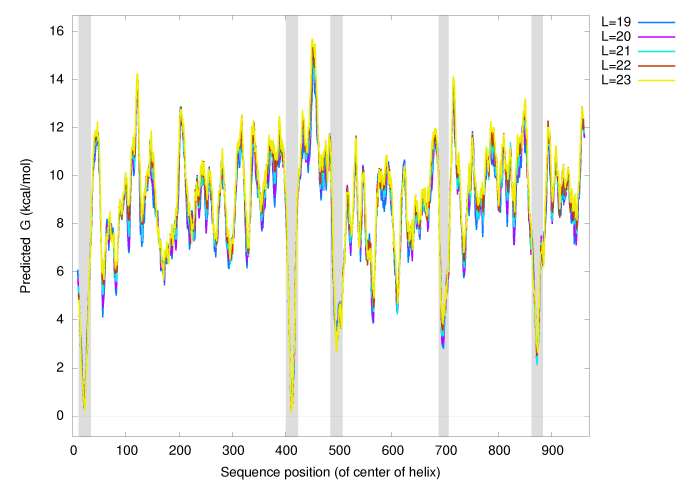 L=19
L=20
L=21
L=22
L=23
16
14
12
10
8
6
4
2
0
Predicted G (kcal/mol)
0 100 200 300 400 500 600 700 800 900
Sequence position (of center of helix)